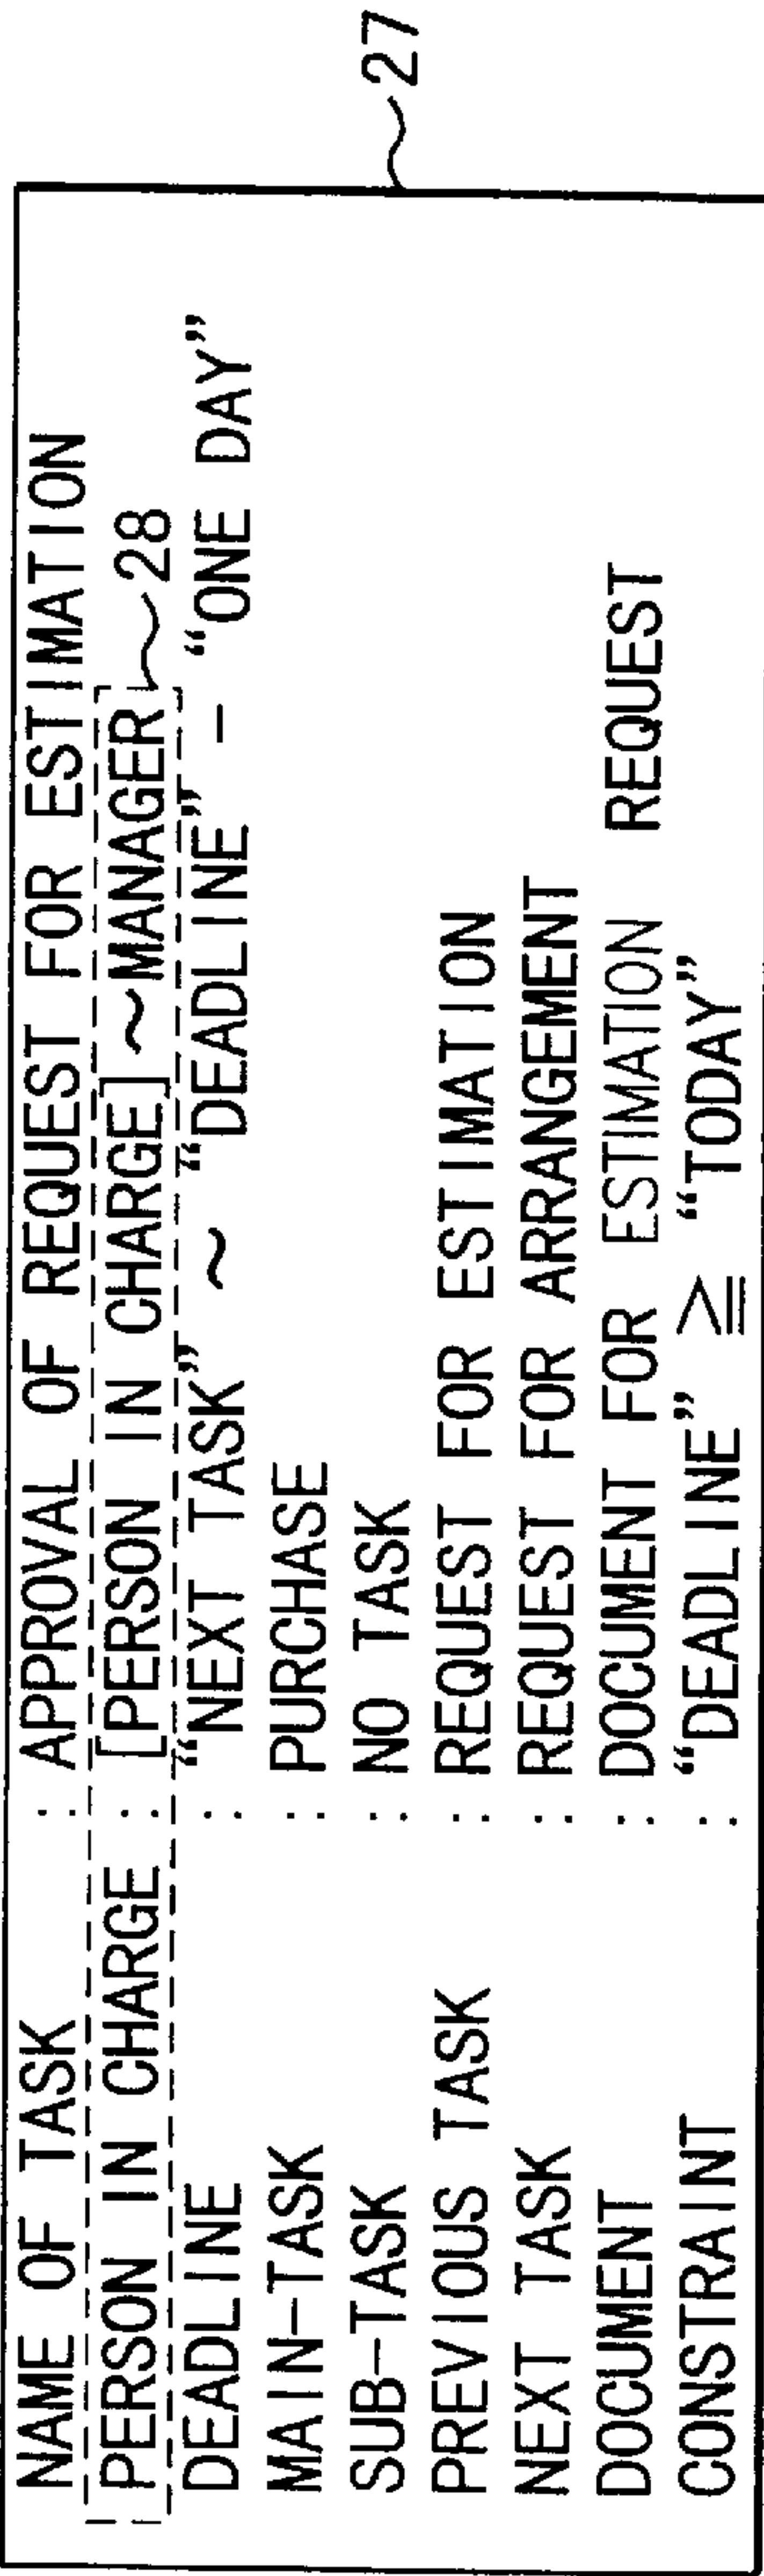 NAME OF TASK : APPROVAL OF REQUEST FOR ESTIMATION
PERSON IN CHARGE : [PERSON IN CHARGE] ~MANAGER 28
DEADLINE : “NEXT TASK” ~ “DEADLINE” - “ONE DAY”
MAIN-TASK : PURCHASE
SUB-TASK : NO TASK
PREVIOUS TASK : REQUEST FOR ESTIMATION
NEXT TASK : REQUEST FOR ARRANGEMENT
DOCUMENT : DOCUMENT FOR ESTIMATION REQUEST
CONSTRAINT : “DEADLINE” ≧ “TODAY”
27